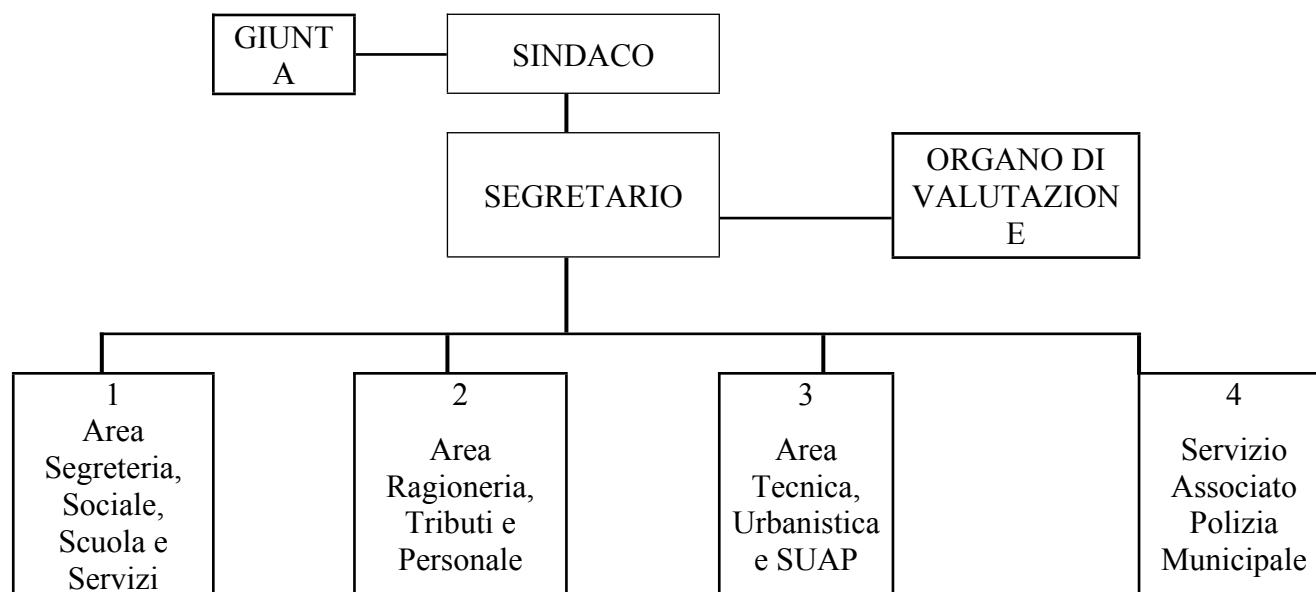 GIUNT
A
SINDACO
SEGRETARIO
ORGANO DI
VALUTAZION
E
1
Area
Segreteria,
Sociale,
Scuola e
Servizi
2
Area
Ragioneria,
Tributi e
Personale
3
Area
Tecnica,
Urbanistica
e SUAP
4
Servizio
Associato
Polizia
Municipale